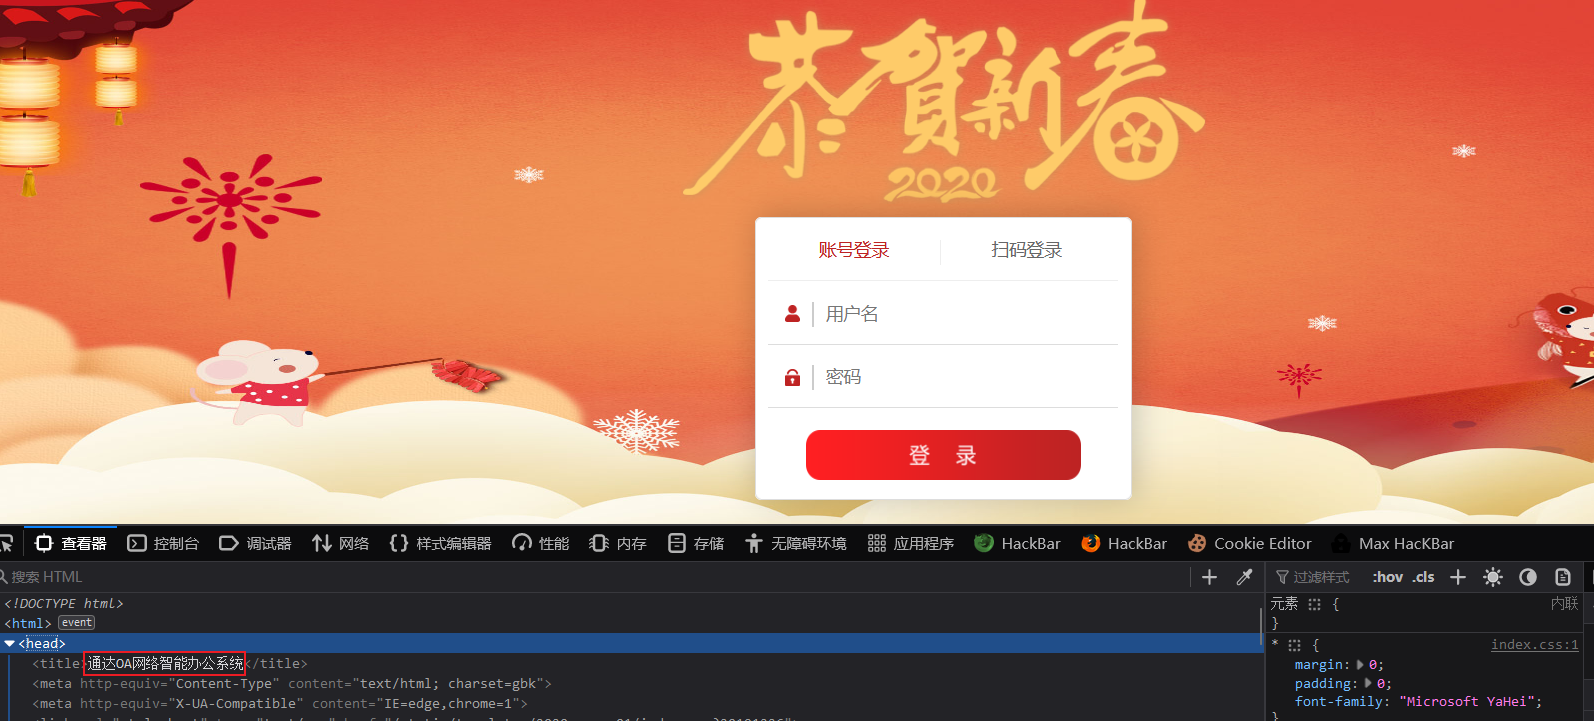 恭賀新春
2020
账号登录 扫码登录
用户名
密码
登 录
查看器 控制台 调试器 网络 样式编辑器 性能 内存 存储 无障碍环境 应用程序 HackBar HackBar Cookie Editor Max HacKBar
搜索 HTML
过滤样式 :hov .cls
<!DOCTYPE html>
<html> event
<head>
<title>通达OA网络智能办公系统</title>
<meta http-equiv="Content-Type" content="text/html; charset=gbk">
<meta http-equiv="X-UA-Compatible" content="IE=edge,chrome=1">
元素 { 内联
}
* { index.css:1
margin: 0;
padding: 0;
font-family: "Microsoft YaHei";
}